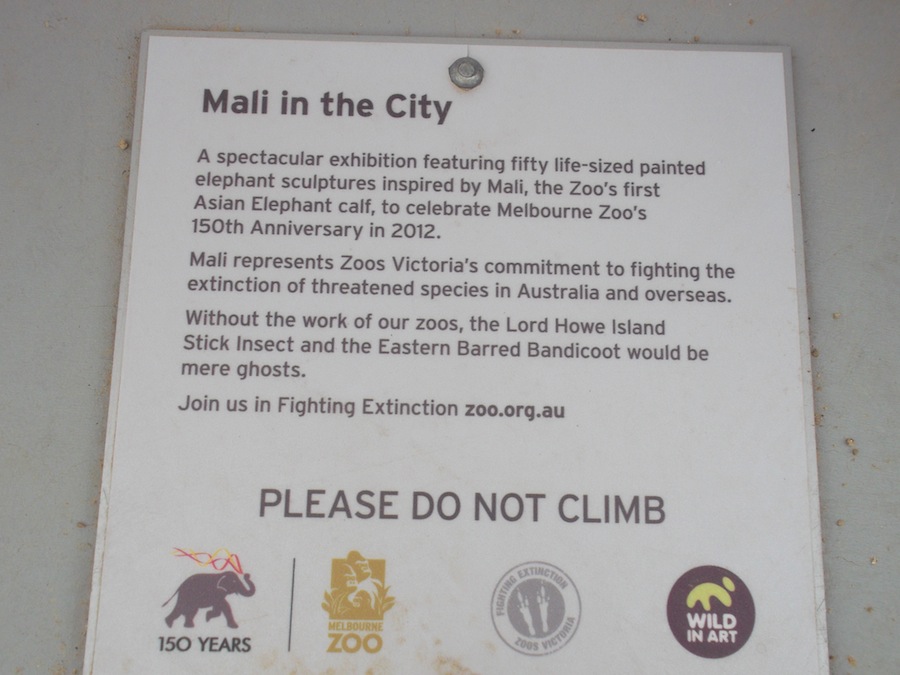 Mali in the City
A spectacular exhibition featuring fifty life-sized painted
elephant sculptures inspired by Mali, the Zoo's first
Asian Elephant calf, to celebrate Melbourne Zoo's
150th Anniversary in 2012.
Mali represents Zoos Victoria's commitment to fighting the
extinction of threatened species in Australia and overseas.
Without the work of our zoos, the Lord Howe Island
Stick Insect and the Eastern Barred Bandicoot would be
mere ghosts.
Join us in Fighting Extinction zoo.org.au
PLEASE DO NOT CLIMB
150 YEARS
MELBOURNE
ZOO
FIGHTING EXTINCTION
ZOOS VICTORIA
WILD
IN ART